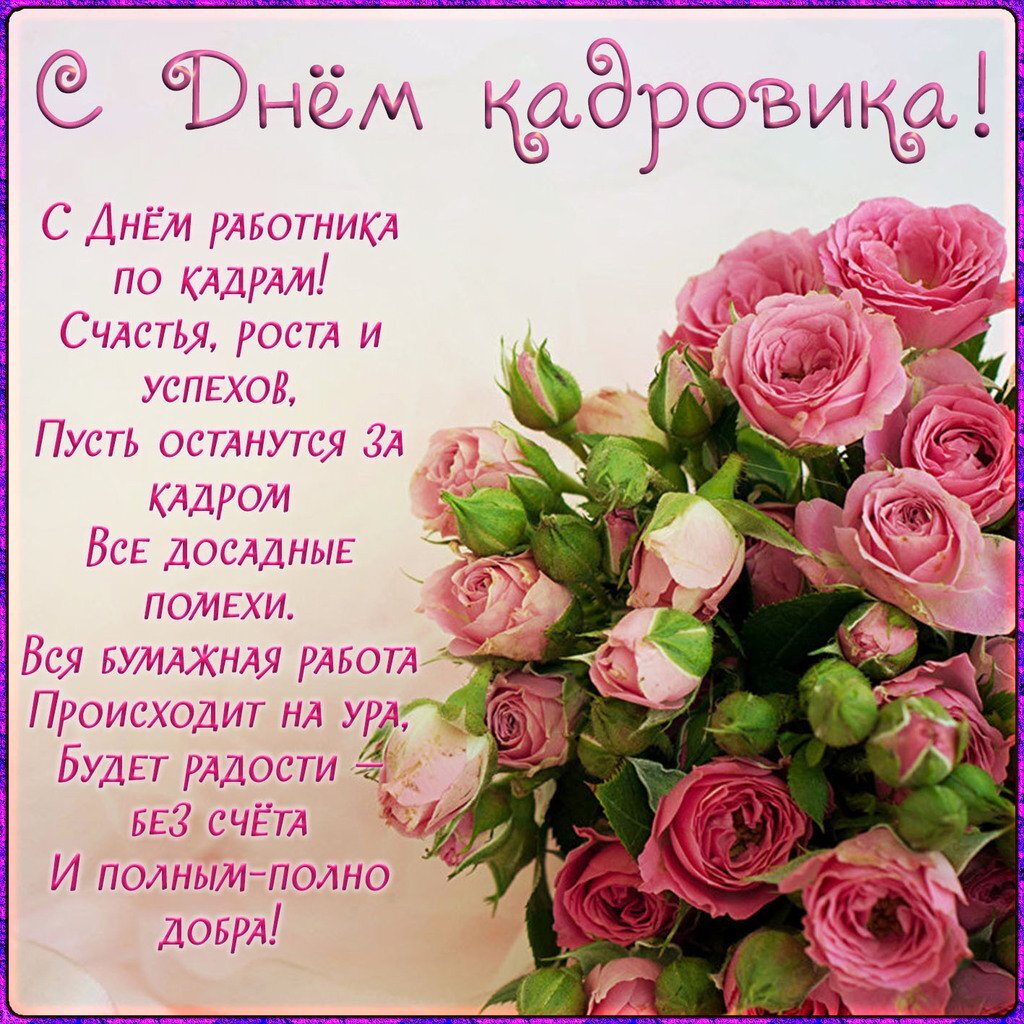 С Днём кадровика!
С Днём работника
по кадрам!
Счастья, роста и
успехов,
Пусть останутся за
кадром
Все досадные
помехи.
Вся бумажная работа
Происходит на ура,
Будет радости –
без счёта
И полным-полно
добра!